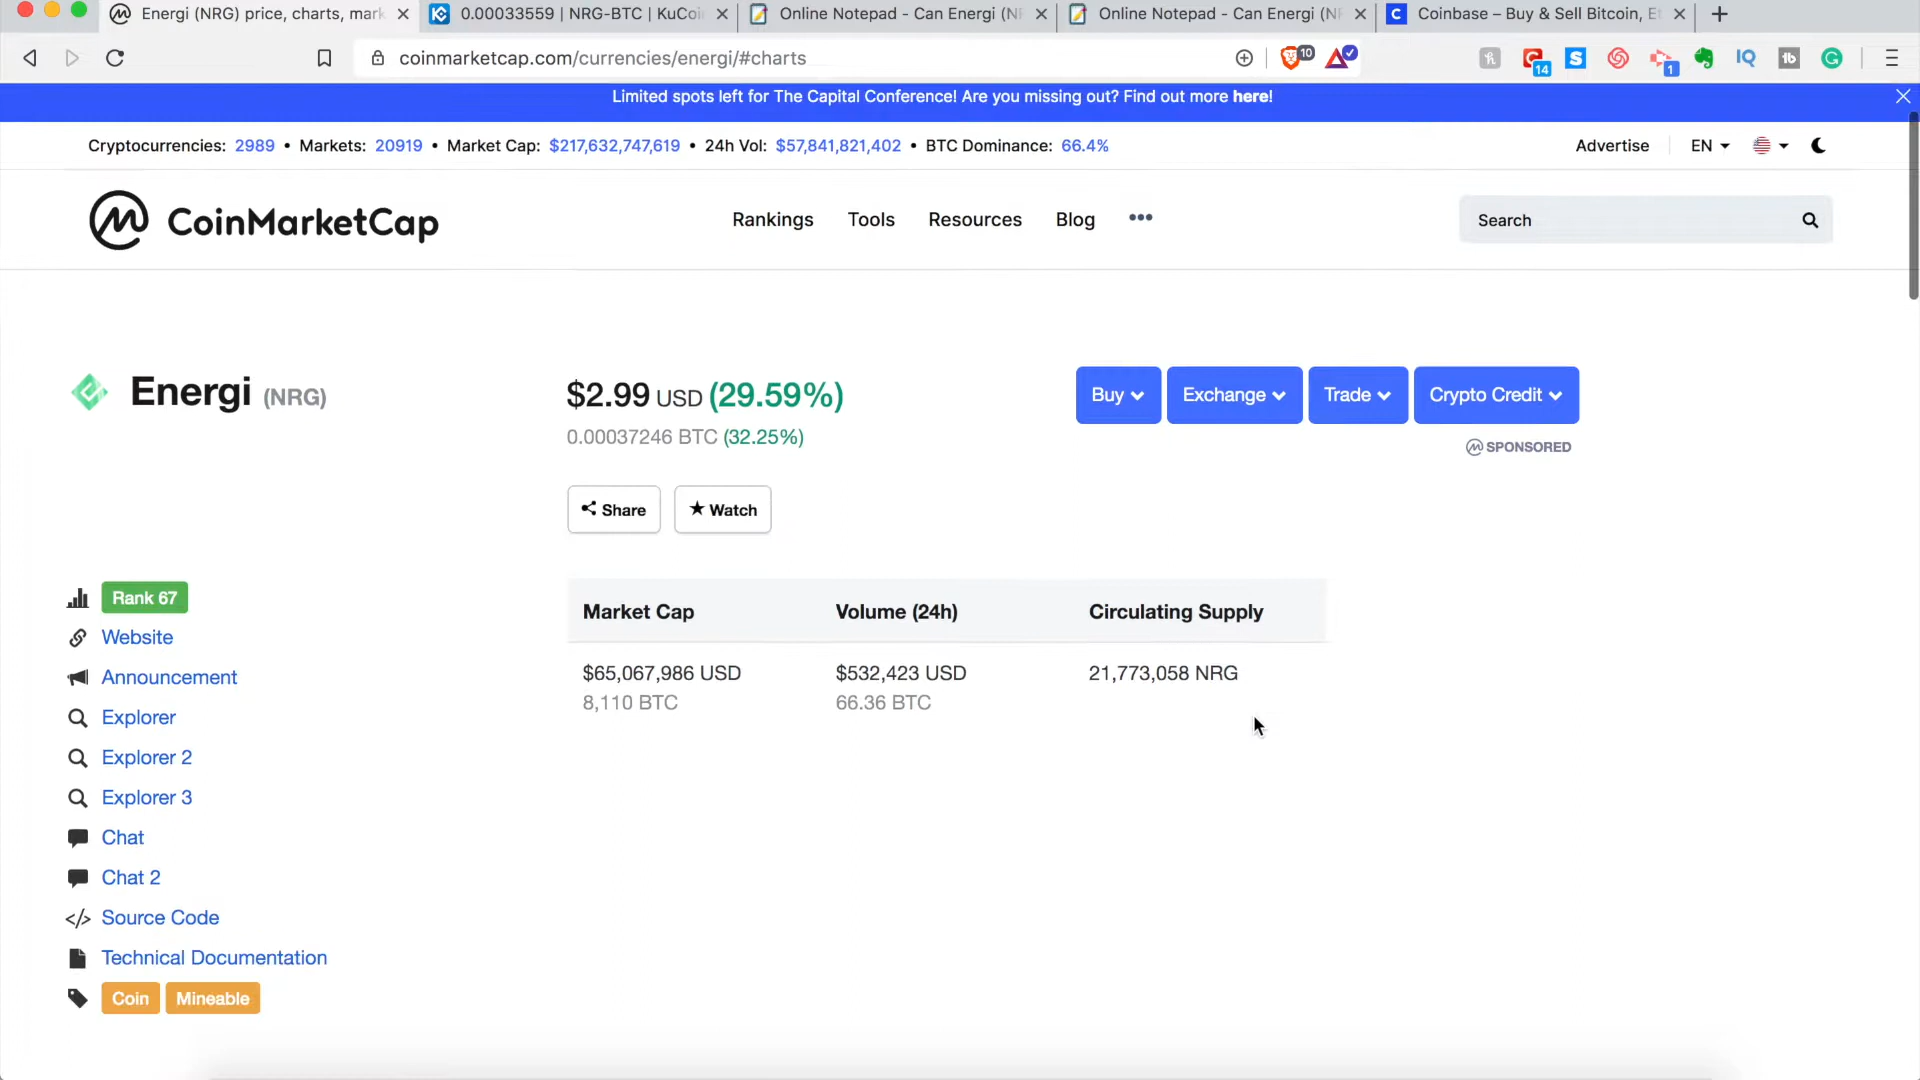 Energi (NRG) price, charts, mark
0.00033559 | NRG-BTC | KuCoi
Online Notepad - Can Energi (NR
Online Notepad - Can Energi (NR
Coinbase – Buy & Sell Bitcoin, Et
coinmarketcap.com/currencies/energi/#charts
10
14
1
Limited spots left for The Capital Conference! Are you missing out? Find out more here!
Cryptocurrencies: 2989 • Markets: 20919 • Market Cap: $217,632,747,619 • 24h Vol: $57,841,821,402 • BTC Dominance: 66.4%
Advertise
EN
CoinMarketCap
Rankings
Tools
Resources
Blog
Search
Energi (NRG)
$2.99 USD (29.59%)
0.00037246 BTC (32.25%)
Buy
Exchange
Trade
Crypto Credit
SPONSORED
Share
Watch
Rank 67
Website
Announcement
Explorer
Explorer 2
Explorer 3
Chat
Chat 2
Source Code
Technical Documentation
Coin
Mineable
Market Cap
Volume (24h)
Circulating Supply
$65,067,986 USD
$532,423 USD
21,773,058 NRG
8,110 BTC
66.36 BTC